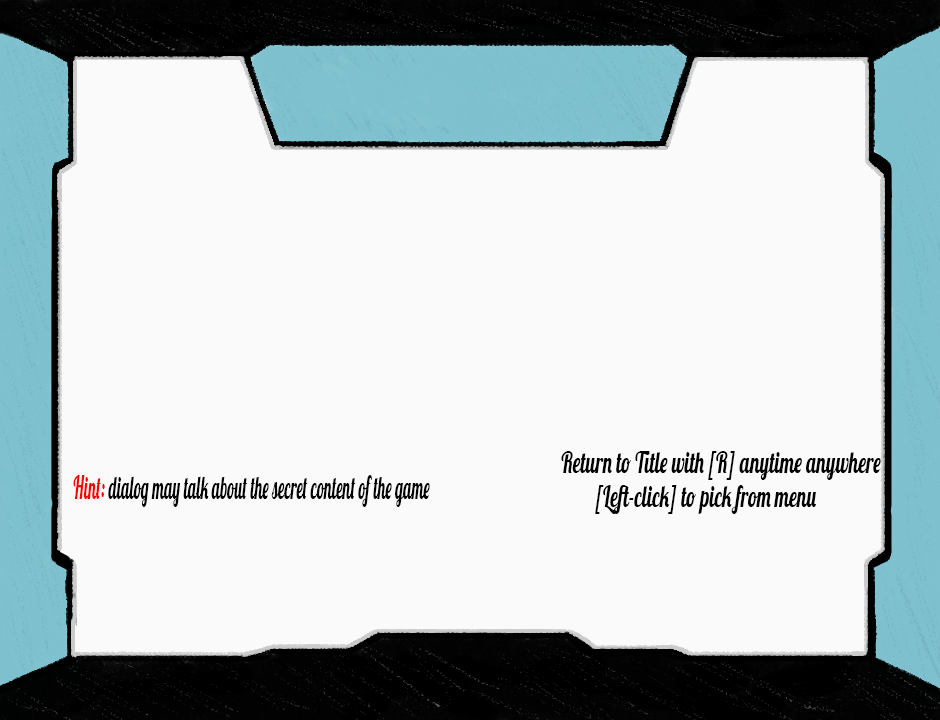 Return to Title with [R] anytime anywhere
Hint: dialog may talk about the secret content of the game
[Left-click] to pick from menu